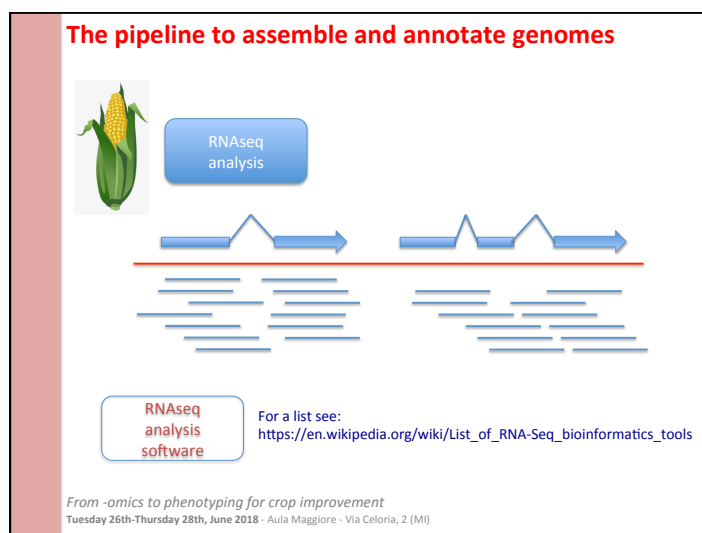 The pipeline to assemble and annotate genomes
RNAseq
analysis
RNAseq
analysis
software
For a list see:
https://en.wikipedia.org/wiki/List_of_RNA-Seq_bioinformatics_tools
From -omics to phenotyping for crop improvement
Tuesday 26th-Thursday 28th, June 2018 - Aula Maggiore - Via Celoria, 2 (MI)